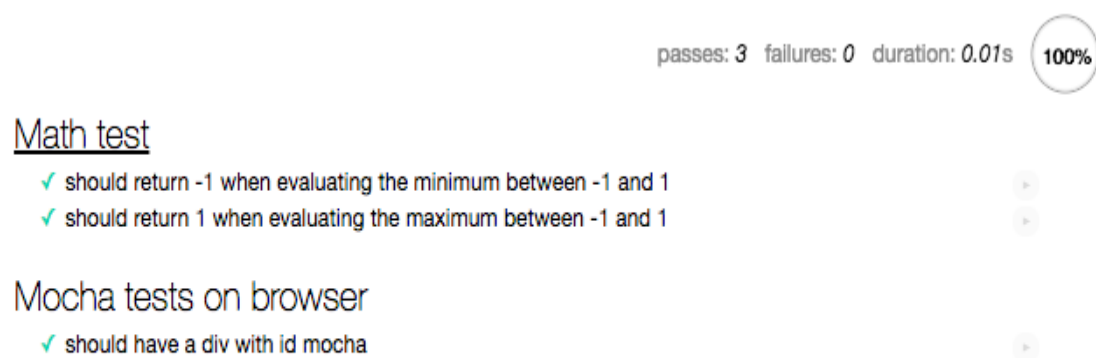 passes: 3 failures: 0 duration: 0.01s 100%
Math test
✓ should return -1 when evaluating the minimum between -1 and 1
✓ should return 1 when evaluating the maximum between -1 and 1
Mocha tests on browser
✓ should have a div with id mocha